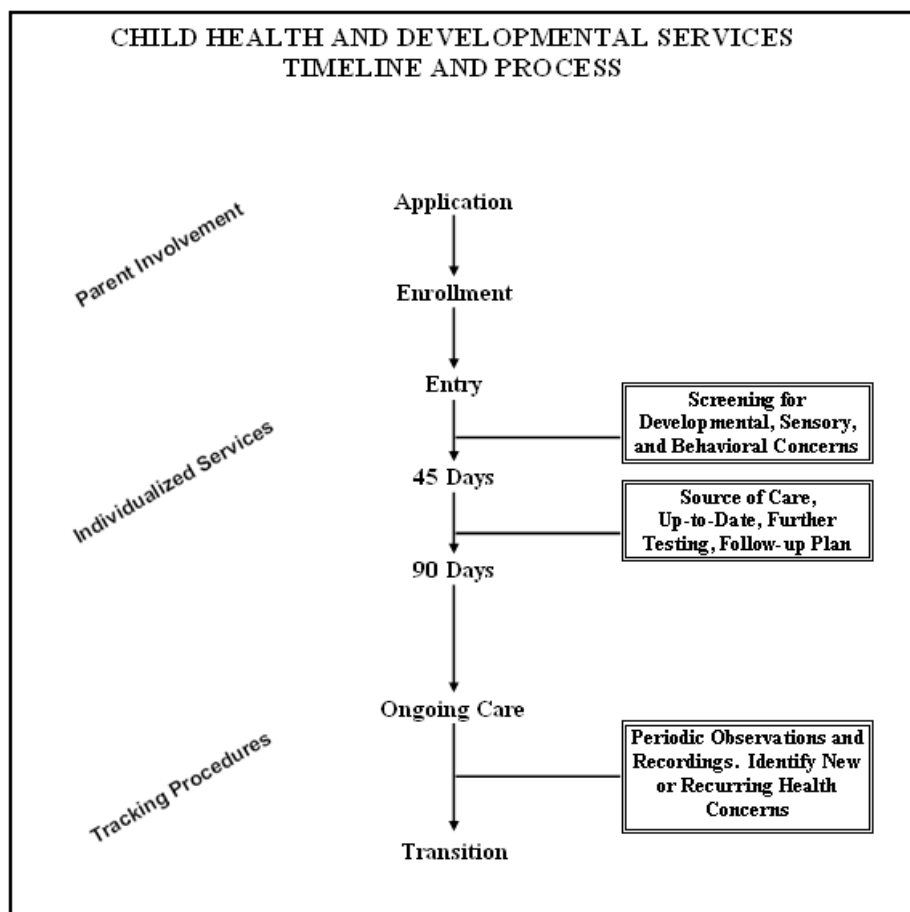 CHILD HEALTH AND DEVELOPMENTAL SERVICES
TIMELINE AND PROCESS
Parent Involvement
Application
Enrollment
Entry
Screening for
Developmental, Sensory,
and Behavioral Concerns
Individualized Services
45 Days
Source of Care,
Up-to-Date, Further
Testing, Follow-up Plan
90 Days
Ongoing Care
Tracking Procedures
Periodic Observations and
Recordings. Identify New
or Recurring Health
Concerns
Transition